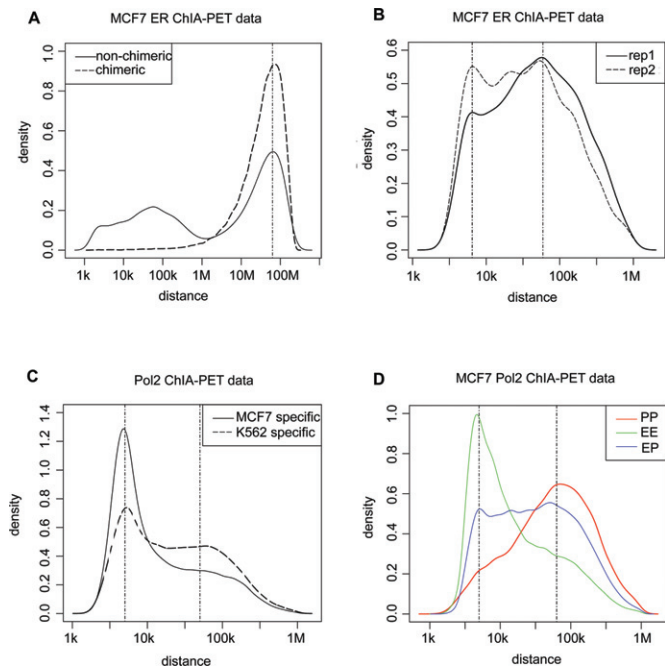 A
MCF7 ER ChIA-PET data
non-chimeric
chimeric
density
0.0
0.2
0.4
0.6
0.8
1.0
1k
10k
1M
10M
100M
distance
B
MCF7 ER ChIA-PET data
rep1
rep2
density
0.0
0.1
0.2
0.3
0.4
0.5
0.6
1k
10k
100k
1M
distance
C
Pol2 ChIA-PET data
MCF7 specific
K562 specific
density
0.0
0.2
0.4
0.6
0.8
1.0
1.2
1.4
1k
10k
100k
1M
distance
D
MCF7 Pol2 ChIA-PET data
PP
EE
EP
density
0.0
0.2
0.4
0.6
0.8
1.0
1k
10k
100k
1M
distance